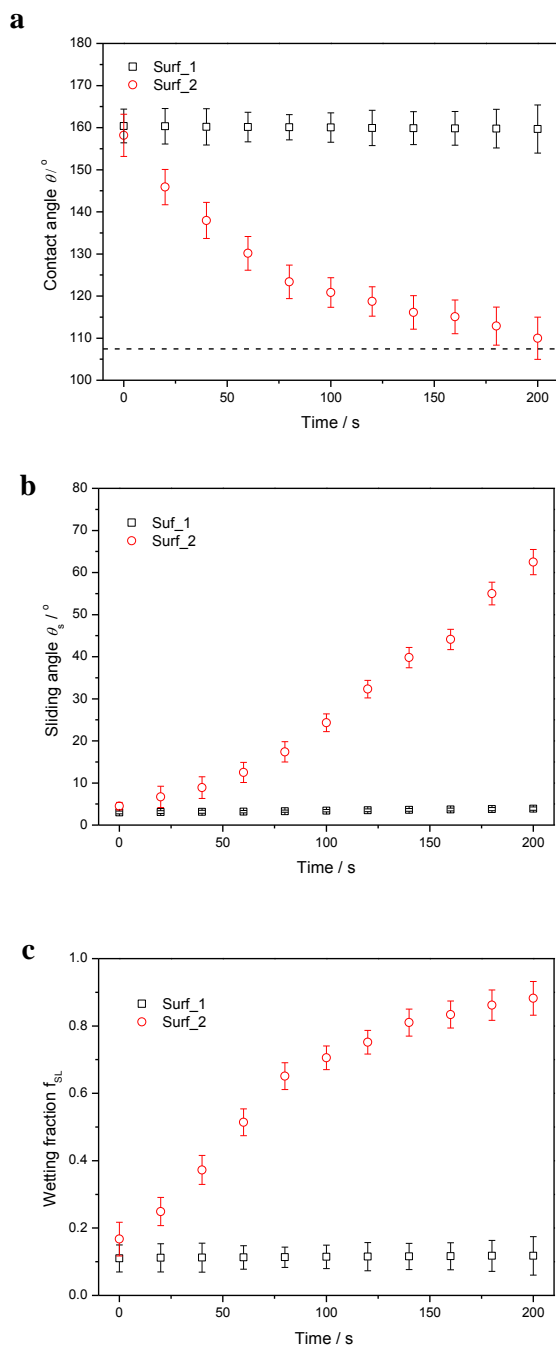 a
180
170
160
150
140
130
120
110
100
Contact angle θ/ °
Surf_1
Surf_2
0 50 100 150 200
Time / s
b
80
70
60
50
40
30
20
10
0
Sliding angle θs / °
Suf_1
Surf_2
0 50 100 150 200
Time / s
c
1.0
0.8
0.6
0.4
0.2
0.0
Wetting fraction fSL
Surf_1
Surf_2
0 50 100 150 200
Time / s